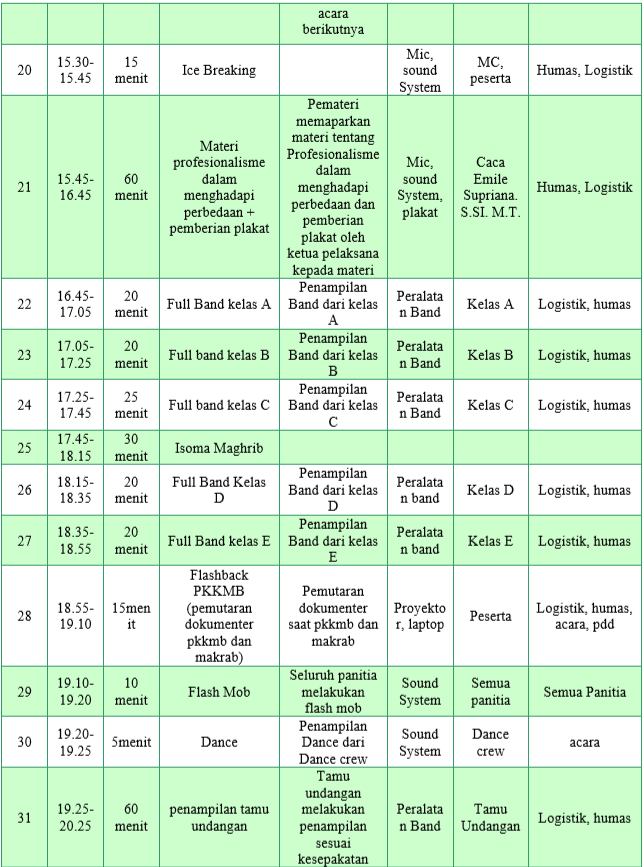 acara
berikutnya
20
15.30-
15.45
15
menit
Ice Breaking
Mic,
sound
System
MC,
peserta
Humas, Logistik
21
15.45-
16.45
60
menit
Materi
profesionalisme
dalam
menghadapi
perbedaan +
pemberian plakat
Pemateri
memaparkan
materi tentang
Profesionalisme
dalam
menghadapi
perbedaan dan
pemberian
plakat oleh
ketua pelaksana
kepada materi
Mic,
sound
System,
plakat
Caca
Emile
Supriana.
S.SI. M.T.
Humas, Logistik
22
16.45-
17.05
20
menit
Full Band kelas A
Penampilan
Band dari kelas
A
Peralata
n Band
Kelas A
Logistik, humas
23
17.05-
17.25
20
menit
Full band kelas B
Penampilan
Band dari kelas
B
Peralata
n Band
Kelas B
Logistik, humas
24
17.25-
17.45
25
menit
Full band kelas C
Penampilan
Band dari kelas
C
Peralata
n Band
Kelas C
Logistik, humas
25
17.45-
18.15
30
menit
Isoma Maghrib
26
18.15-
18.35
20
menit
Full Band Kelas
D
Penampilan
Band dari kelas
D
Peralata
n band
Kelas D
Logistik, humas
27
18.35-
18.55
20
menit
Full Band kelas E
Penampilan
Band dari kelas
E
Peralata
n band
Kelas E
Logistik, humas
28
18.55-
19.10
15men
it
Flashback
PKKMB
(pemutaran
dokumenter
pkkmb dan
makrab)
Pemutaran
dokumenter
saat pkkmb dan
makrab
Proyekto
r, laptop
Peserta
Logistik, humas,
acara, pdd
29
19.10-
19.20
10
menit
Flash Mob
Seluruh panitia
melakukan
flash mob
Sound
System
Semua
panitia
Semua Panitia
30
19.20-
19.25
5menit
Dance
Penampilan
Dance dari
Dance crew
Sound
System
Dance
crew
acara
31
19.25-
20.25
60
menit
penampilan tamu
undangan
Tamu
undangan
melakukan
penampilan
sesuai
kesepakatan
Peralata
n Band
Tamu
Undangan
Logistik, humas